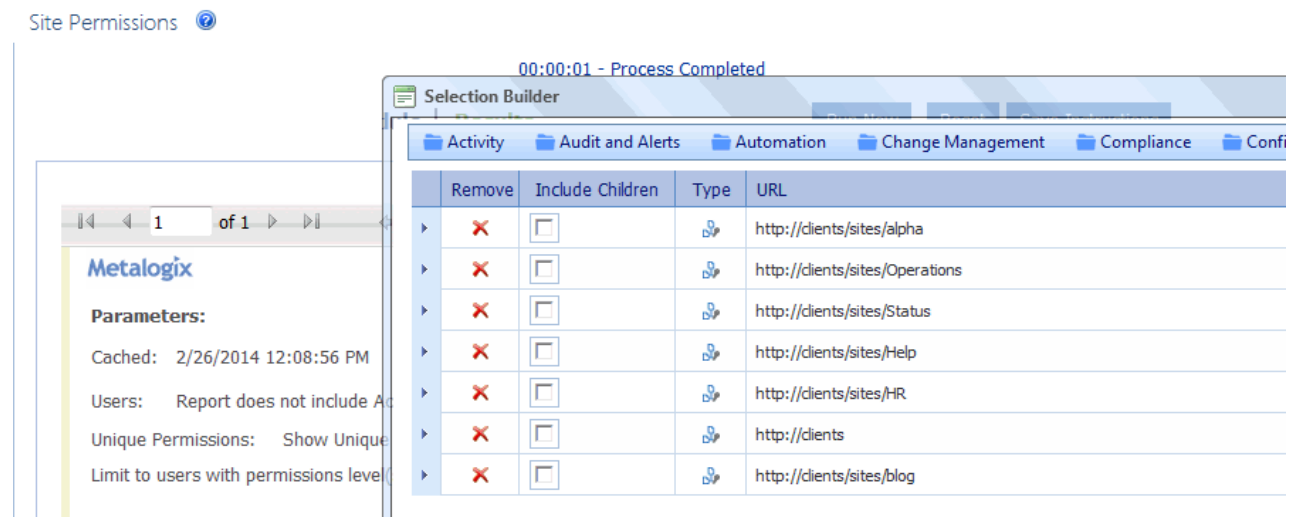 Site Permissions
00:00:01 - Process Completed
Selection Builder
Activity Audit and Alerts Automation Change Management Compliance Confi
Remove Include Children Type URL
1 of 1
http://clients/sites/alpha
Metalogix
http://clients/sites/Operations
Parameters:
http://clients/sites/Status
Cached: 2/26/2014 12:08:56 PM
http://clients/sites/Help
Users: Report does not include Ac
http://clients/sites/HR
Unique Permissions: Show Unique
http://clients
Limit to users with permissions level(
http://clients/sites/blog